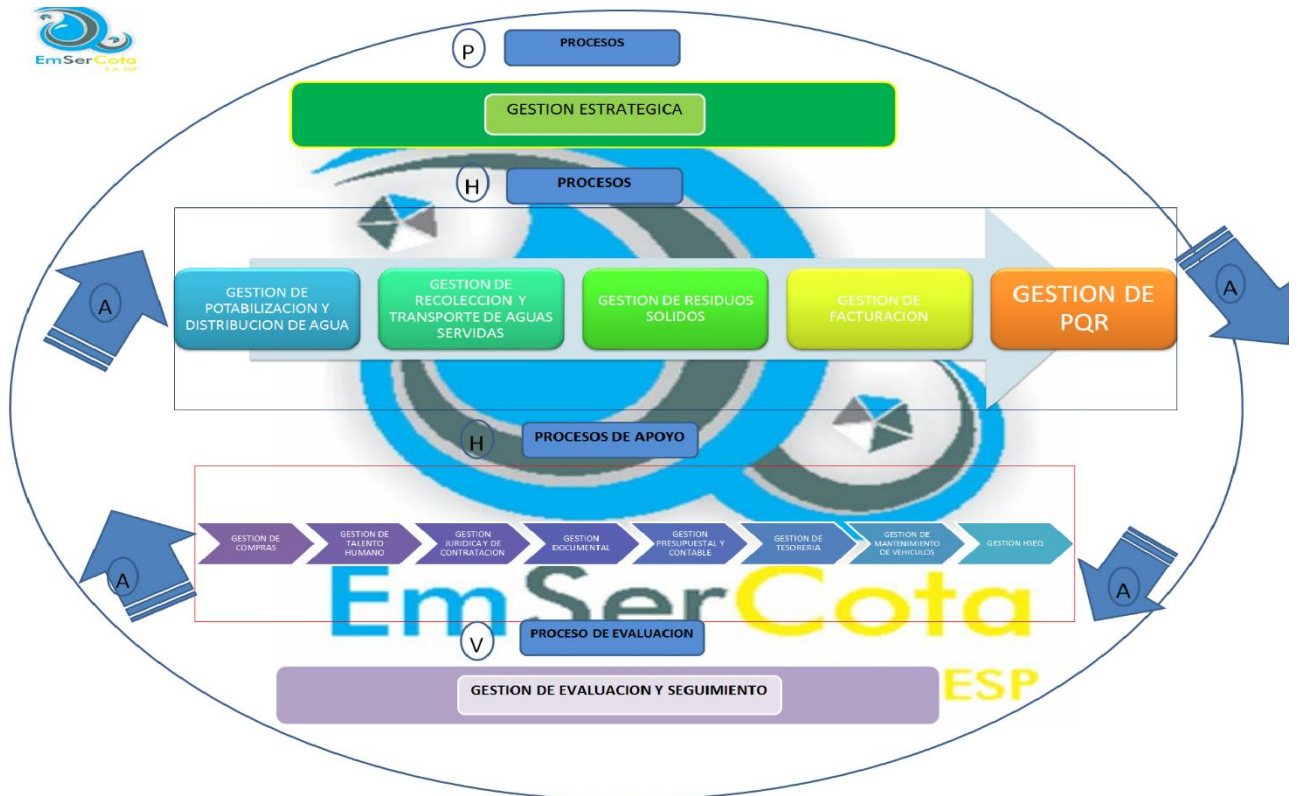 EmSerCota
S.A. ESP
P
PROCESOS
GESTION ESTRATEGICA
H
PROCESOS
A
A
GESTION DE
POTABILIZACION Y
DISTRIBUCION DE AGUA
GESTION DE
RECOLECCION Y
TRANSPORTE DE AGUAS
SERVIDAS
GESTION DE RESIDUOS
SOLIDOS
GESTION DE
FACTURACION
GESTION DE
PQR
H
PROCESOS DE APOYO
GESTION DE
COMPRAS
GESTION DE
TALENTO
HUMANO
GESTION
JURIDICA Y DE
CONTRATACION
GESTION
DOCUMENTAL
GESTION
PRESUPUESTAL Y
CONTABLE
GESTION DE
TESORERIA
GESTION DE
MANTENIMIENTO
DE VEHICULOS
GESTION HSEQ
A
A
EmSerCota
V
PROCESO DE EVALUACION
GESTION DE EVALUACION Y SEGUIMIENTO
ESP